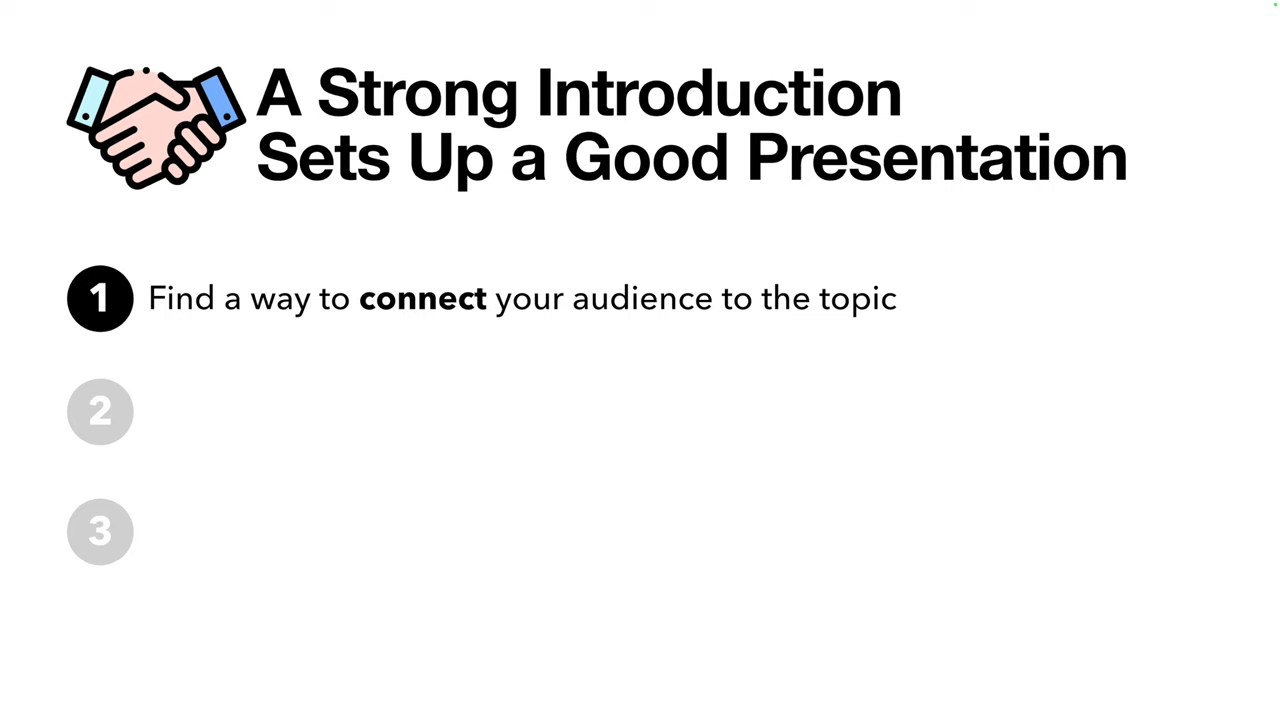 A Strong Introduction
Sets Up a Good Presentation
1 Find a way to connect your audience to the topic
2
3